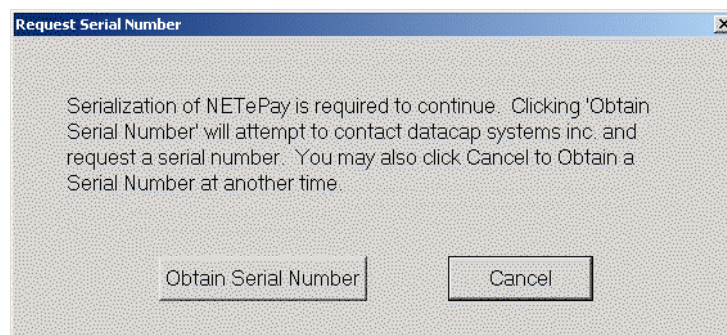 Request Serial Number
Serialization of NETePay is required to continue. Clicking 'Obtain
Serial Number' will attempt to contact datacap systems inc. and
request a serial number. You may also click Cancel to Obtain a
Serial Number at another time.
Obtain Serial Number Cancel